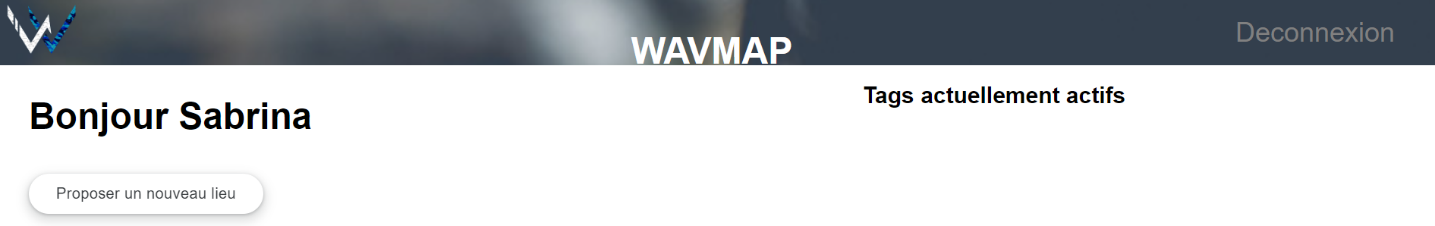 WAVMAP
Deconnexion
Bonjour Sabrina
Tags actuellement actifs
Proposer un nouveau lieu